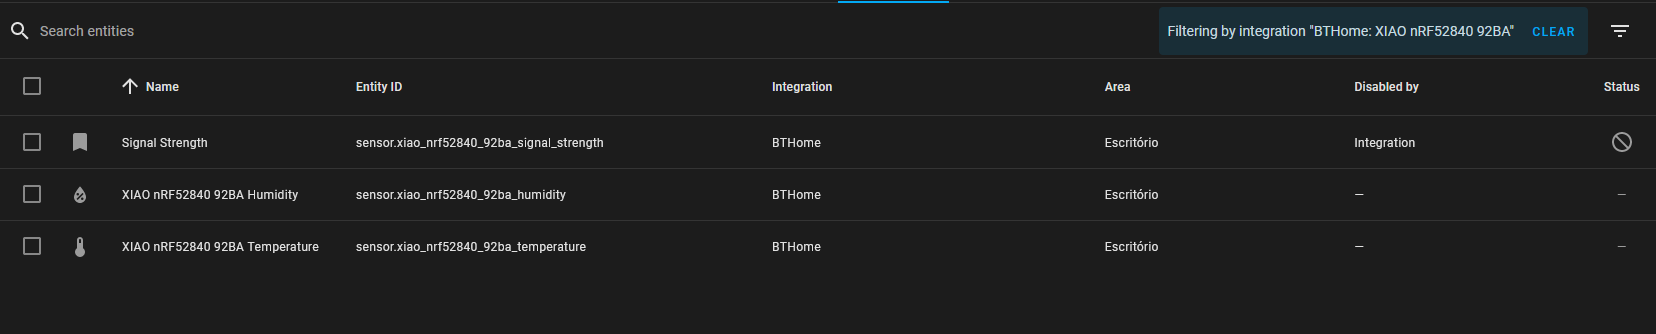 Search entities Filtering by integration "BTHome: XIAO nRF52840 92BA" CLEAR
Name Entity ID Integration Area Disabled by Status
Signal Strength sensor.xiao_nrf52840_92ba_signal_strength BTHome Escritório Integration
XIAO nRF52840 92BA Humidity sensor.xiao_nrf52840_92ba_humidity BTHome Escritório — —
XIAO nRF52840 92BA Temperature sensor.xiao_nrf52840_92ba_temperature BTHome Escritório — —